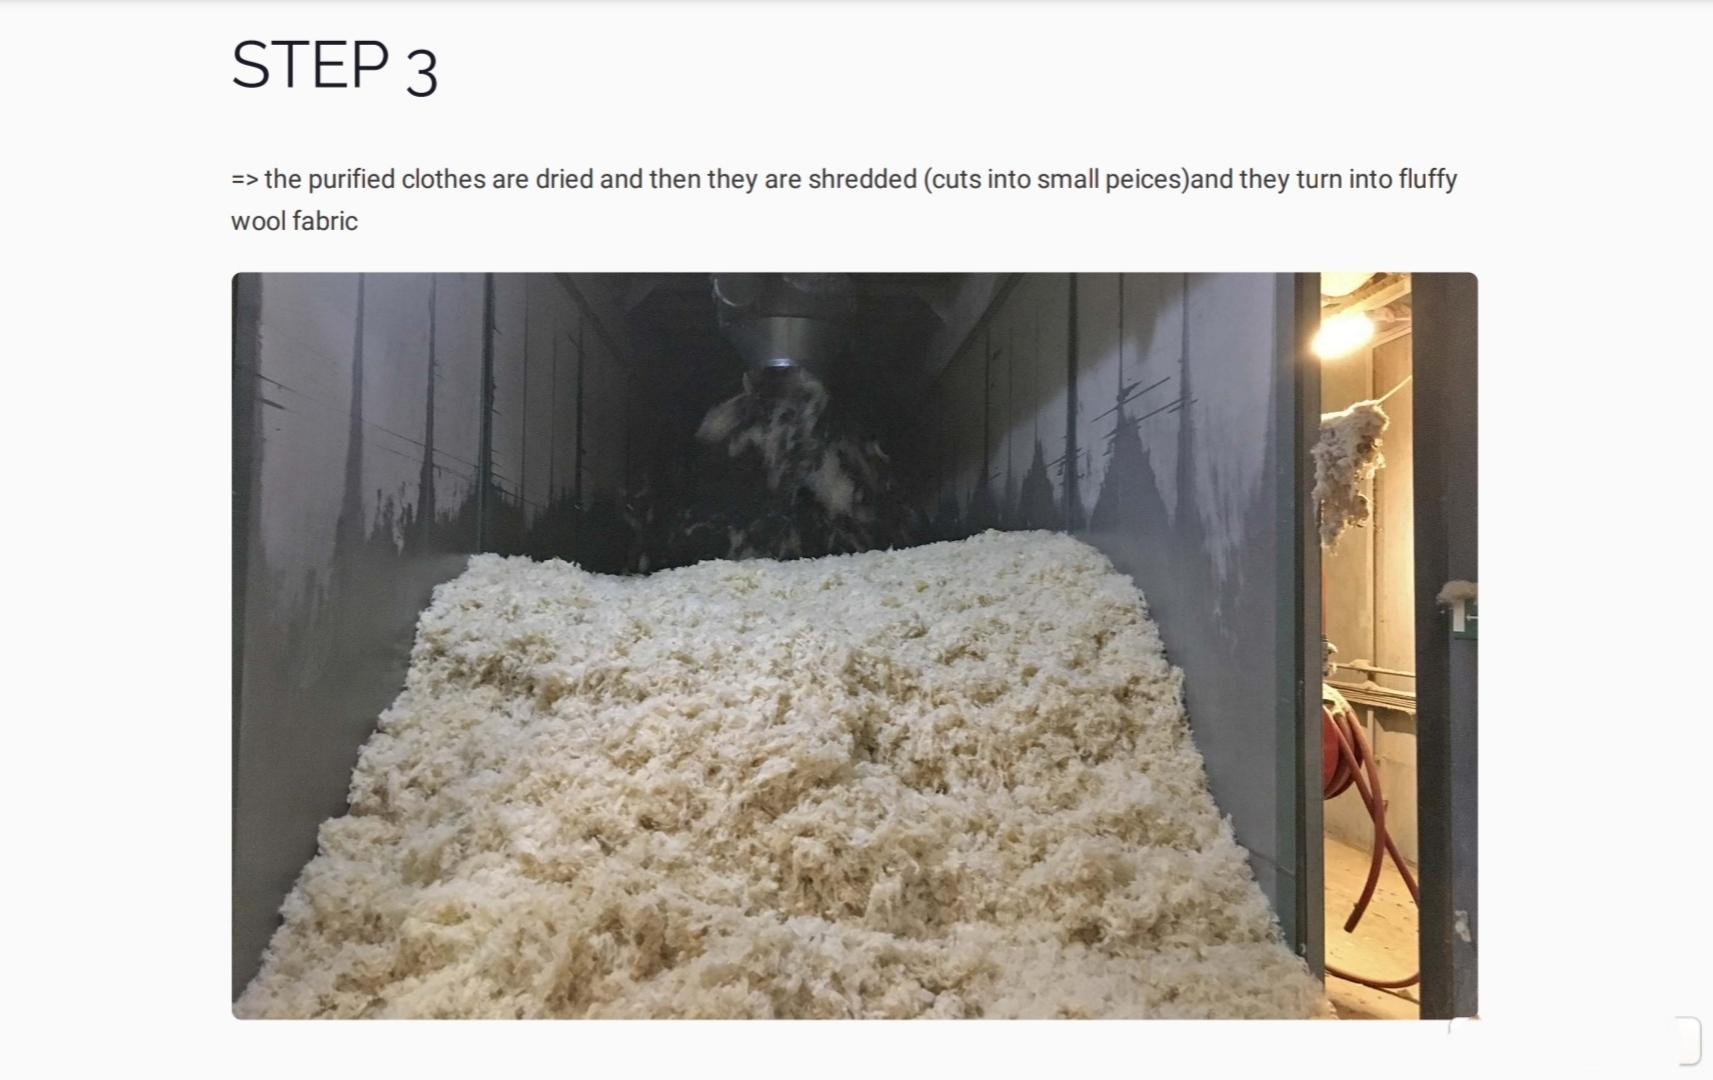 STEP 3
=> the purified clothes are dried and then they are shredded (cuts into small peices)and they turn into fluffy
wool fabric